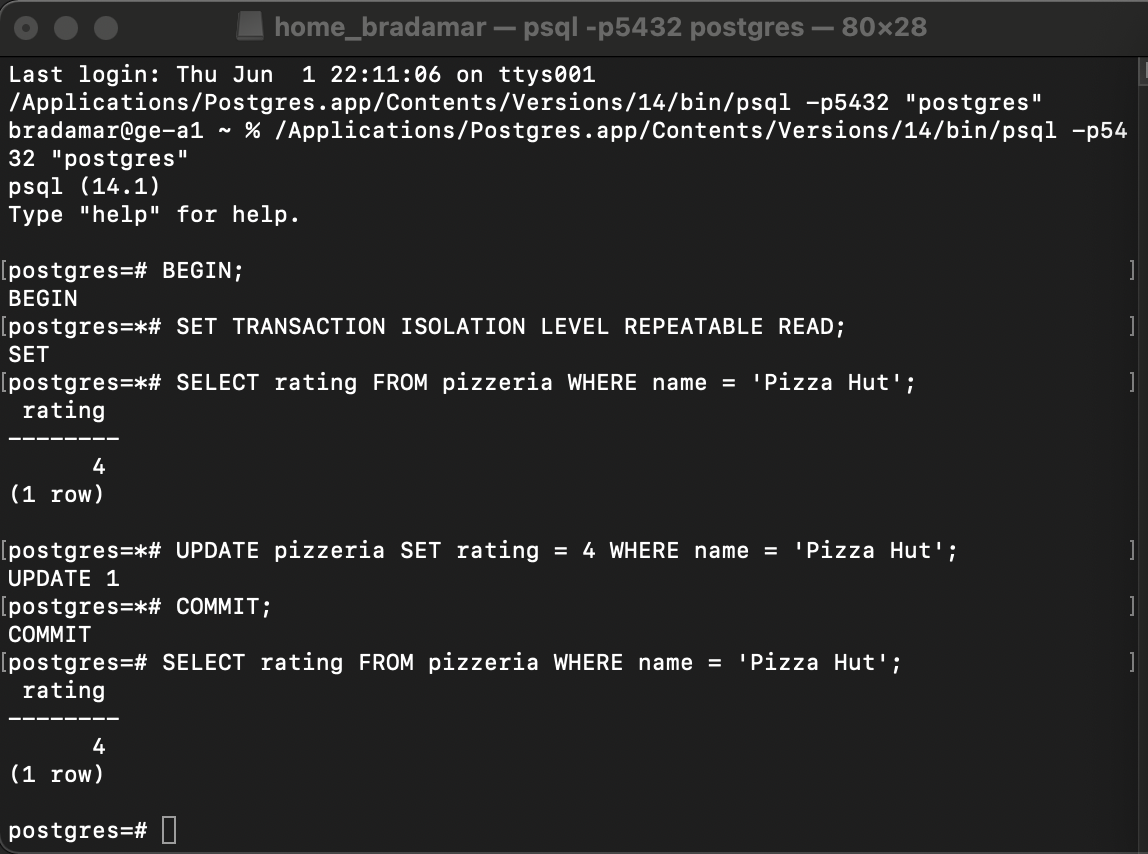 home_bradamar — psql -p5432 postgres — 80×28
Last login: Thu Jun  1 22:11:06 on ttys001
/Applications/Postgres.app/Contents/Versions/14/bin/psql -p5432 "postgres"
bradamar@ge-a1 ~ % /Applications/Postgres.app/Contents/Versions/14/bin/psql -p54
32 "postgres"
psql (14.1)
Type "help" for help.
[postgres=# BEGIN; ]
BEGIN
[postgres=*# SET TRANSACTION ISOLATION LEVEL REPEATABLE READ; ]
SET
[postgres=*# SELECT rating FROM pizzeria WHERE name = 'Pizza Hut'; ]
rating
--------
4
(1 row)
[postgres=*# UPDATE pizzeria SET rating = 4 WHERE name = 'Pizza Hut'; ]
UPDATE 1
[postgres=*# COMMIT; ]
COMMIT
[postgres=# SELECT rating FROM pizzeria WHERE name = 'Pizza Hut'; ]
rating
--------
4
(1 row)
postgres=#